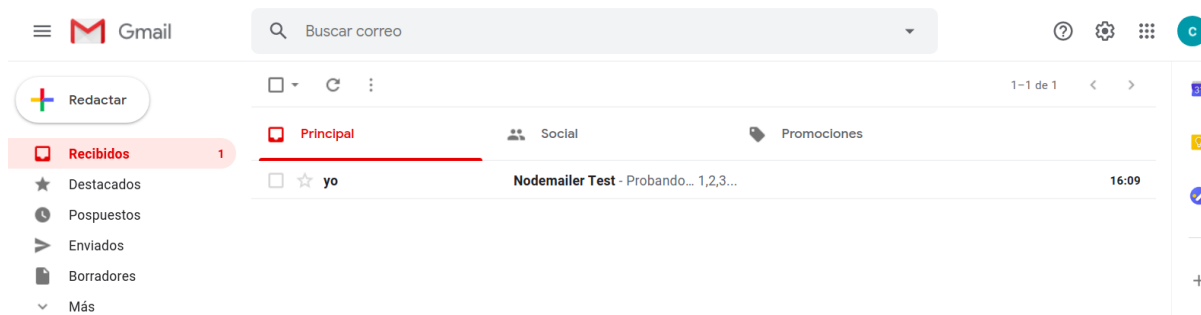 Gmail
Buscar correo
C
Redactar
1–1 de 1
Principal
Social
Promociones
Recibidos 1
yo Nodemailer Test - Probando… 1,2,3... 16:09
Destacados
Pospuestos
Enviados
Borradores
Más